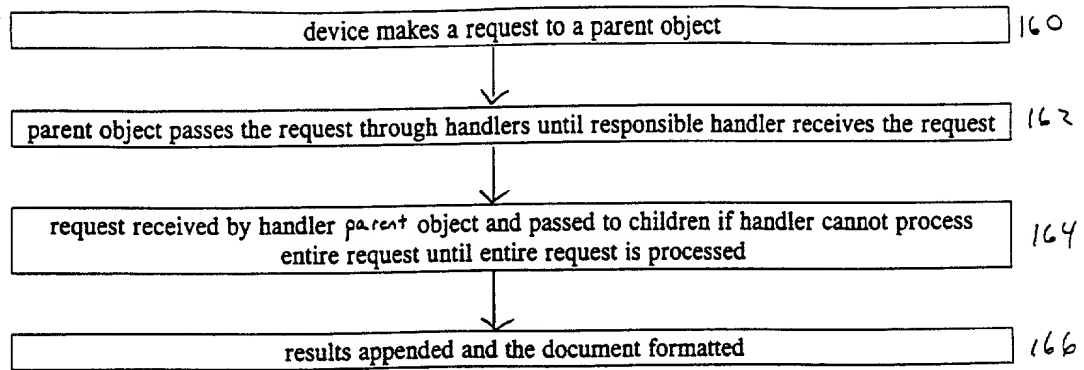 device makes a request to a parent object 160
parent object passes the request through handlers until responsible handler receives the request 162
request received by handler parent object and passed to children if handler cannot process
entire request until entire request is processed 164
results appended and the document formatted 166